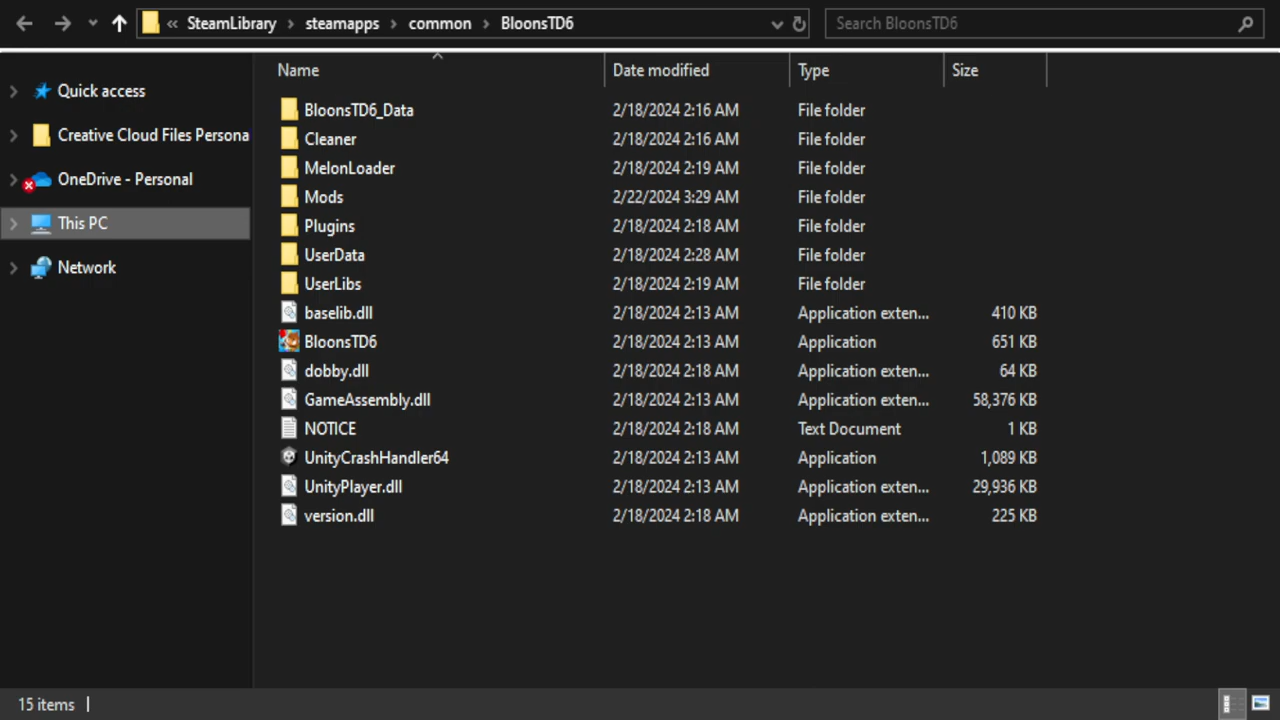 « SteamLibrary > steamapps > common > BloonsTD6
Search BloonsTD6
Quick access
Creative Cloud Files Persona
OneDrive - Personal
This PC
Network
Name Date modified Type Size
BloonsTD6_Data 2/18/2024 2:16 AM File folder
Cleaner 2/18/2024 2:16 AM File folder
MelonLoader 2/18/2024 2:19 AM File folder
Mods 2/22/2024 3:29 AM File folder
Plugins 2/18/2024 2:18 AM File folder
UserData 2/18/2024 2:28 AM File folder
UserLibs 2/18/2024 2:19 AM File folder
baselib.dll 2/18/2024 2:13 AM Application exten... 410 KB
BloonsTD6 2/18/2024 2:13 AM Application 651 KB
dobby.dll 2/18/2024 2:18 AM Application exten... 64 KB
GameAssembly.dll 2/18/2024 2:13 AM Application exten... 58,376 KB
NOTICE 2/18/2024 2:18 AM Text Document 1 KB
UnityCrashHandler64 2/18/2024 2:13 AM Application 1,089 KB
UnityPlayer.dll 2/18/2024 2:13 AM Application exten... 29,936 KB
version.dll 2/18/2024 2:18 AM Application exten... 225 KB
15 items